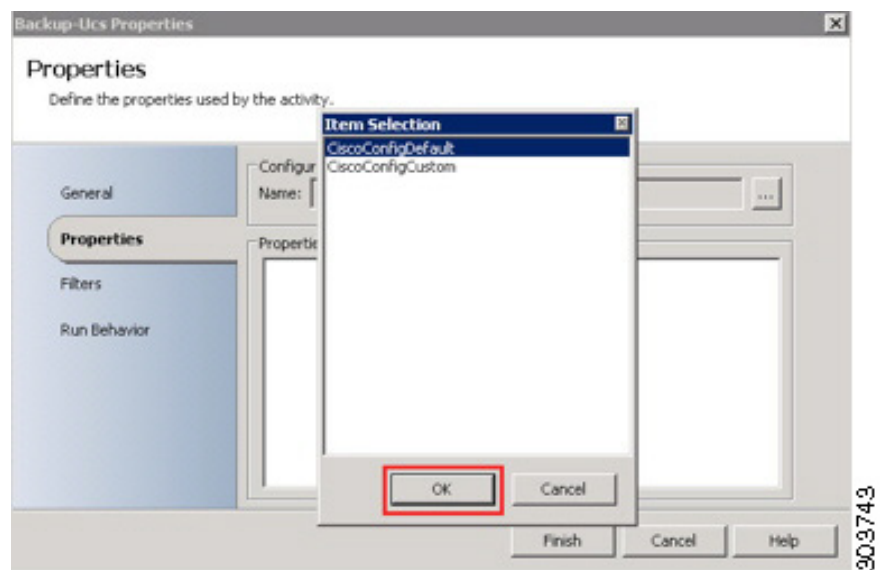 Backup-Ucs Properties
Properties
Define the properties used by the activity.
Item Selection
CiscoConfigDefault
CiscoConfigCustom
General
Properties
Filters
Run Behavior
Configur
Name:
...
Propertie
OK
Cancel
Finish
Cancel
Help
303743